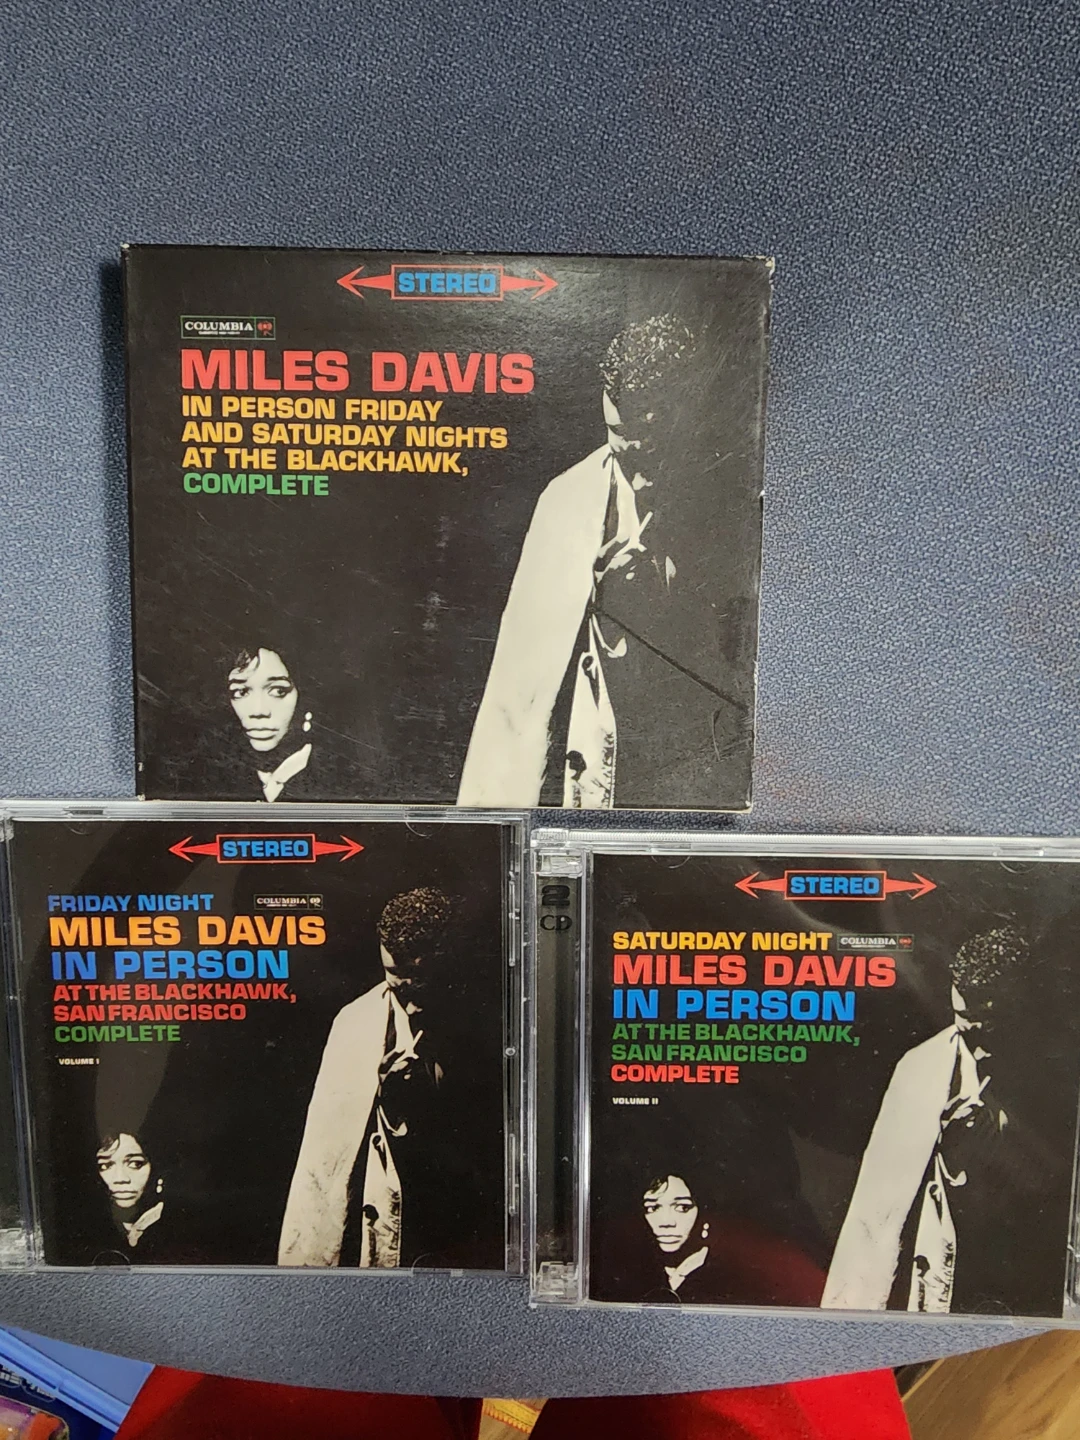 STEREO
COLUMBIA
MILES DAVIS
IN PERSON FRIDAY
AND SATURDAY NIGHTS
AT THE BLACKHAWK,
COMPLETE
STEREO
FRIDAY NIGHT
COLUMBIA
MILES DAVIS
IN PERSON
AT THE BLACKHAWK,
SAN FRANCISCO
COMPLETE
VOLUME I
2
CD
STEREO
SATURDAY NIGHT
COLUMBIA
MILES DAVIS
IN PERSON
AT THE BLACKHAWK,
SAN FRANCISCO
COMPLETE
VOLUME II